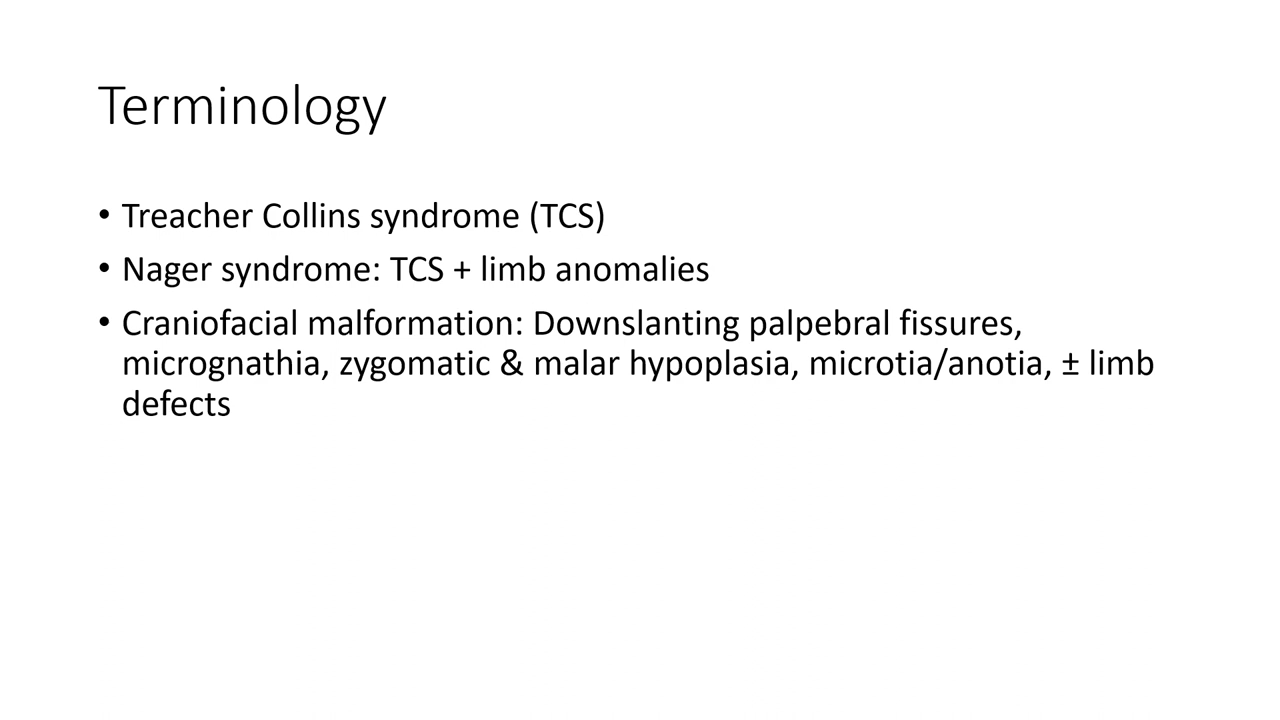 Terminology
• Treacher Collins syndrome (TCS)
• Nager syndrome: TCS + limb anomalies
• Craniofacial malformation: Downslanting palpebral fissures,
micrognathia, zygomatic & malar hypoplasia, microtia/anotia, ± limb
defects